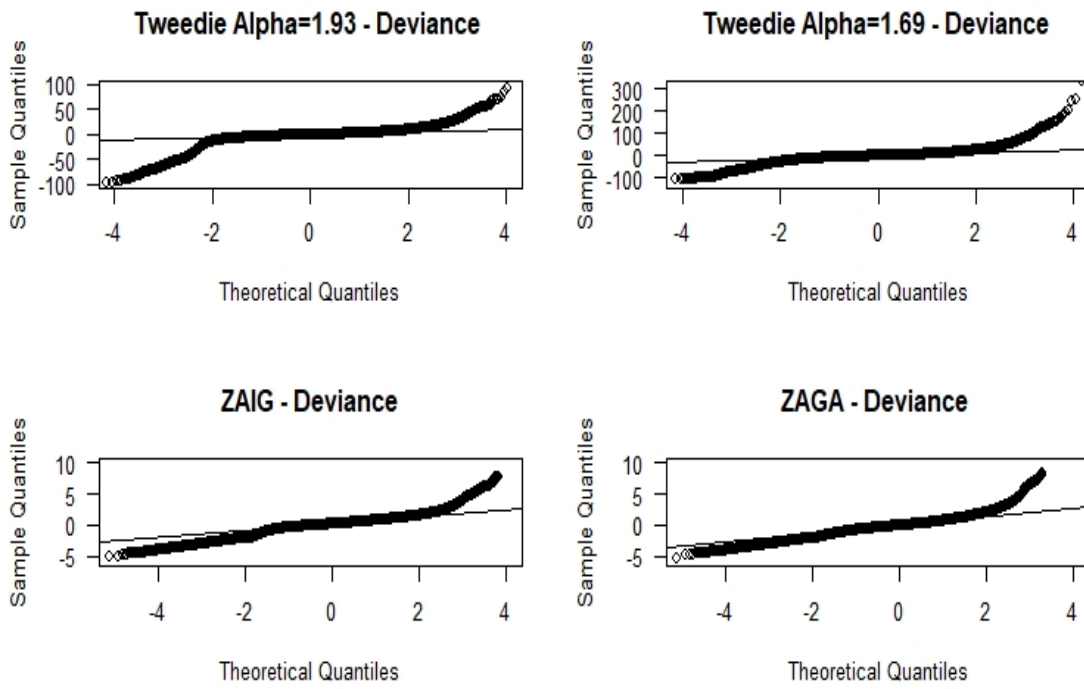 Tweedie Alpha=1.93 - Deviance
Sample Quantiles
100
50
0
-50
-100
-4 -2 0 2 4
Theoretical Quantiles
Tweedie Alpha=1.69 - Deviance
Sample Quantiles
300
200
100
0
-100
-4 -2 0 2 4
Theoretical Quantiles
ZAIG - Deviance
Sample Quantiles
10
5
0
-5
-4 -2 0 2 4
Theoretical Quantiles
ZAGA - Deviance
Sample Quantiles
10
5
0
-5
-4 -2 0 2 4
Theoretical Quantiles